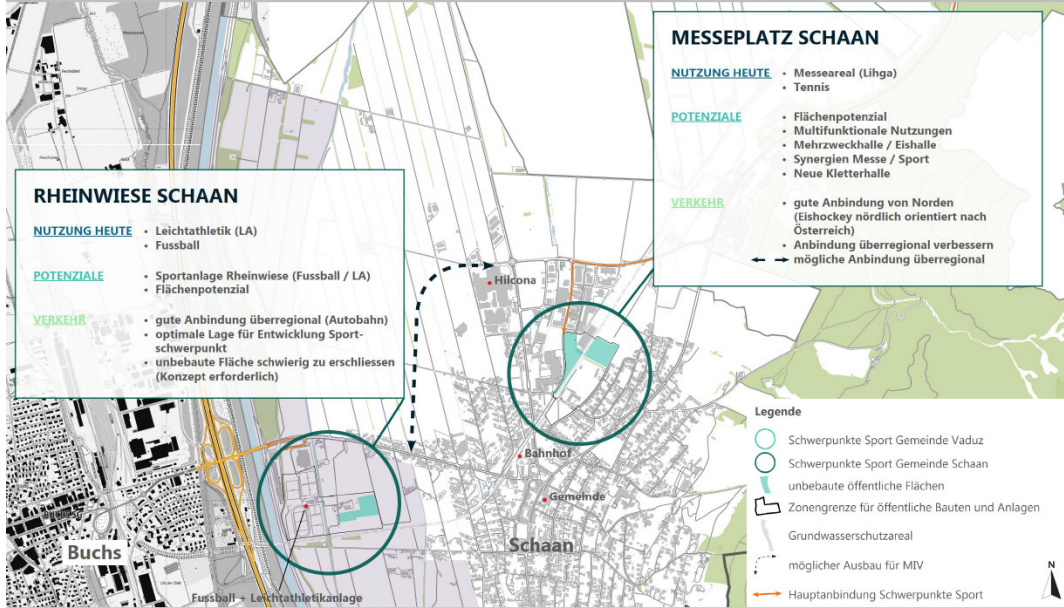 MESSEPLATZ SCHAAN
NUTZUNG HEUTE
• Messeareal (Lihga)
• Tennis
POTENZIALE
• Flächenpotenzial
• Multifunktionale Nutzungen
• Mehrzweckhalle / Eishalle
• Synergien Messe / Sport
• Neue Kletterhalle
VERKEHR
• gute Anbindung von Norden
(Eishockey nördlich orientiert nach
Österreich)
• Anbindung überregional verbessern
mögliche Anbindung überregional
RHEINWIESE SCHAAN
NUTZUNG HEUTE
• Leichtathletik (LA)
• Fussball
POTENZIALE
• Sportanlage Rheinwiese (Fussball / LA)
• Flächenpotenzial
VERKEHR
• gute Anbindung überregional (Autobahn)
• optimale Lage für Entwicklung Sport-
schwerpunkt
unbebaute Fläche schwierig zu erschliessen
(Konzept erforderlich)
Hilcona
Bahnhof
Gemeinde
Schaan
Buchs
Fussball + Leichtathletikanlage
Legende
Schwerpunkte Sport Gemeinde Vaduz
Schwerpunkte Sport Gemeinde Schaan
unbebaute öffentliche Flächen
Zonengrenze für öffentliche Bauten und Anlagen
Grundwasserschutzareal
möglicher Ausbau für MIV
Hauptanbindung Schwerpunkte Sport
N